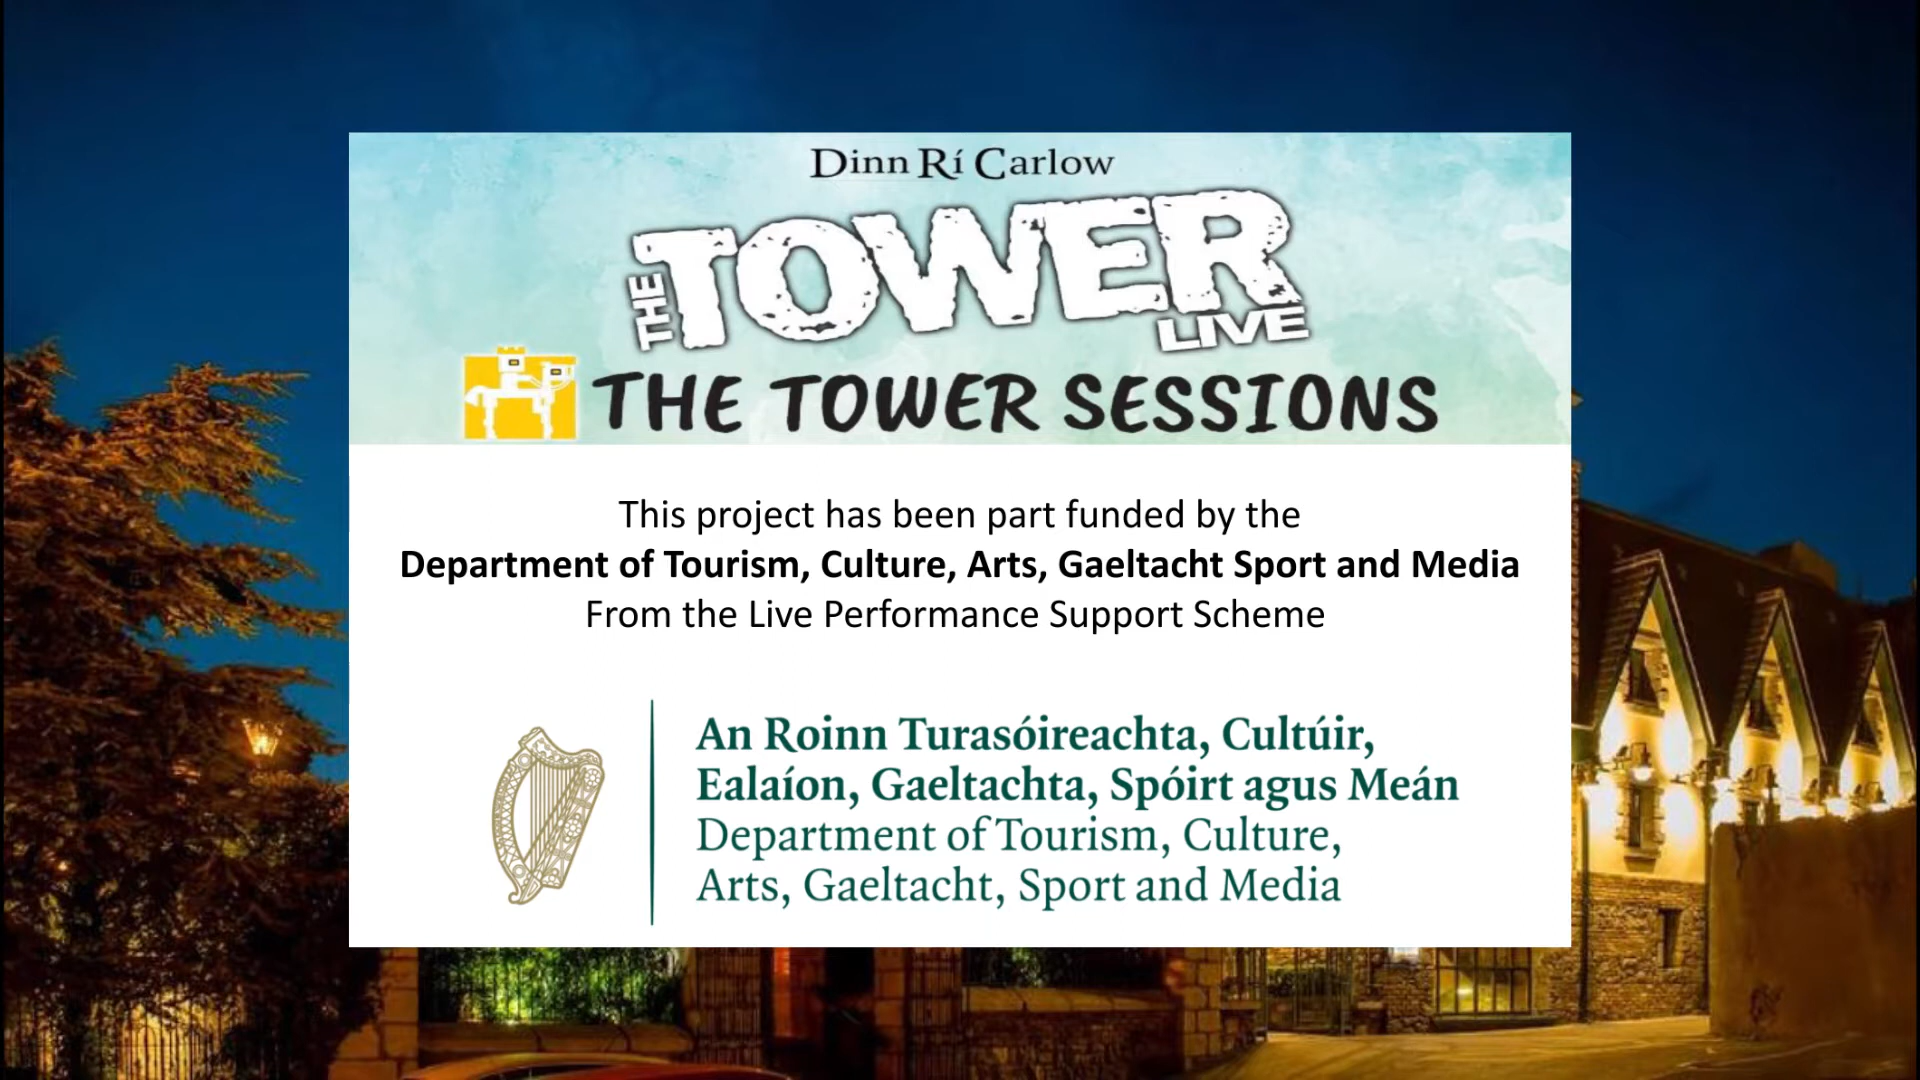 Dinn Rí Carlow
THE TOWER
LIVE
THE TOWER SESSIONS
This project has been part funded by the
Department of Tourism, Culture, Arts, Gaeltacht Sport and Media
From the Live Performance Support Scheme
An Roinn Turasóireachta, Cultúir,
Ealaíon, Gaeltachta, Spóirt agus Meán
Department of Tourism, Culture,
Arts, Gaeltacht, Sport and Media